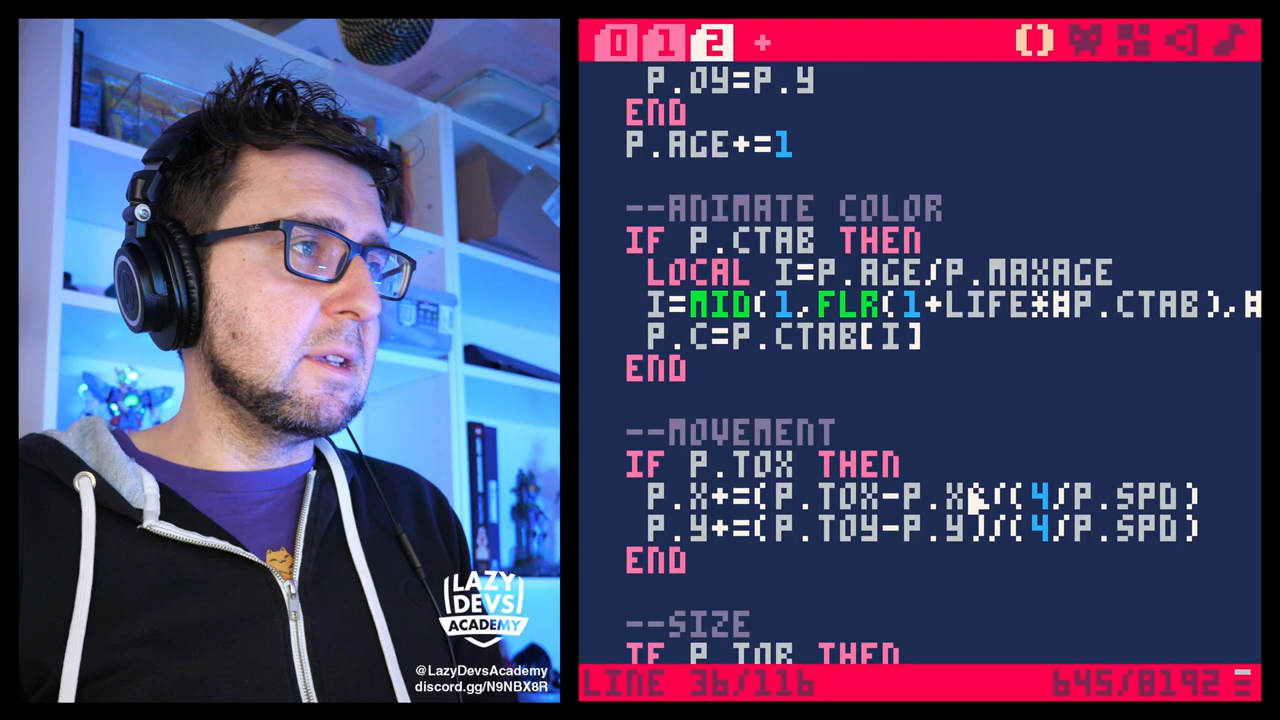 0 1 2 +
P.OY=P.Y
END
P.AGE+=1
--ANIMATE COLOR
IF P.CTAB THEN
LOCAL I=P.AGE/P.MAXAGE
I=MID(1,FLR(1+LIFE*#P.CTAB),#
P.C=P.CTAB[I]
END
--MOVEMENT
IF P.TOX THEN
P.X+=(P.TOX-P.X)/(4/P.SPD)
P.Y+=(P.TOY-P.Y)/(4/P.SPD)
END
--SIZE
IF P.TOR THEN
LINE 36/116
645/8192
LAZY
DEVS
ACADEMY
@LazyDevsAcademy
discord.gg/N9NBX8R